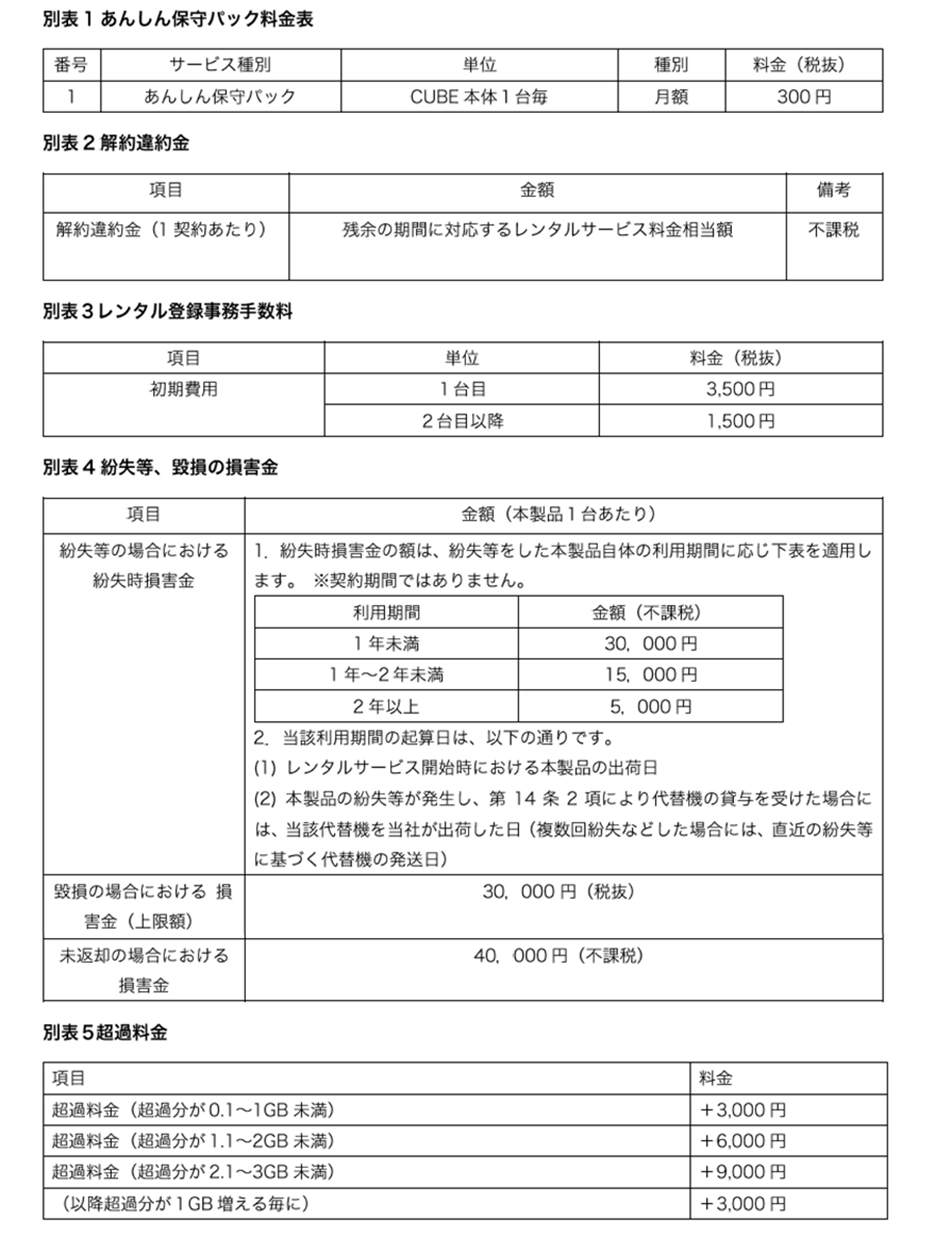 別表１あんしん保守パック料金表
番号 サービス種別 単位 種別 料金（税抜）
1 あんしん保守パック CUBE 本体１台毎 月額 300 円
別表２解約違約金
項目 金額 備考
解約違約金（1 契約あたり） 残余の期間に対応するレンタルサービス料金相当額 不課税
別表３レンタル登録事務手数料
項目 単位 料金（税抜）
初期費用 １台目 3,500 円
２台目以降 1,500 円
別表４紛失等、毀損の損害金
項目 金額（本製品１台あたり）
紛失等の場合における
紛失時損害金
１．紛失時損害金の額は、紛失等をした本製品自体の利用期間に応じ下表を適用し
ます。 ※契約期間ではありません。
利用期間 金額（不課税）
１年未満 30，000 円
１年〜２年未満 15，000 円
２年以上 5，000 円
２．当該利用期間の起算日は、以下の通りです。
(1) レンタルサービス開始時における本製品の出荷日
(2) 本製品の紛失等が発生し、第 14 条 2 項により代替機の貸与を受けた場合に
は、当該代替機を当社が出荷した日（複数回紛失などした場合には、直近の紛失等
に基づく代替機の発送日）
毀損の場合における 損
害金（上限額）
30，000 円（税抜）
未返却の場合における
損害金
40，000 円（不課税）
別表５超過料金
項目 料金
超過料金（超過分が 0.1〜1GB 未満） ＋3,000 円
超過料金（超過分が 1.1〜2GB 未満） ＋6,000 円
超過料金（超過分が 2.1〜3GB 未満） ＋9,000 円
（以降超過分が１GB 増える毎に） ＋3,000 円